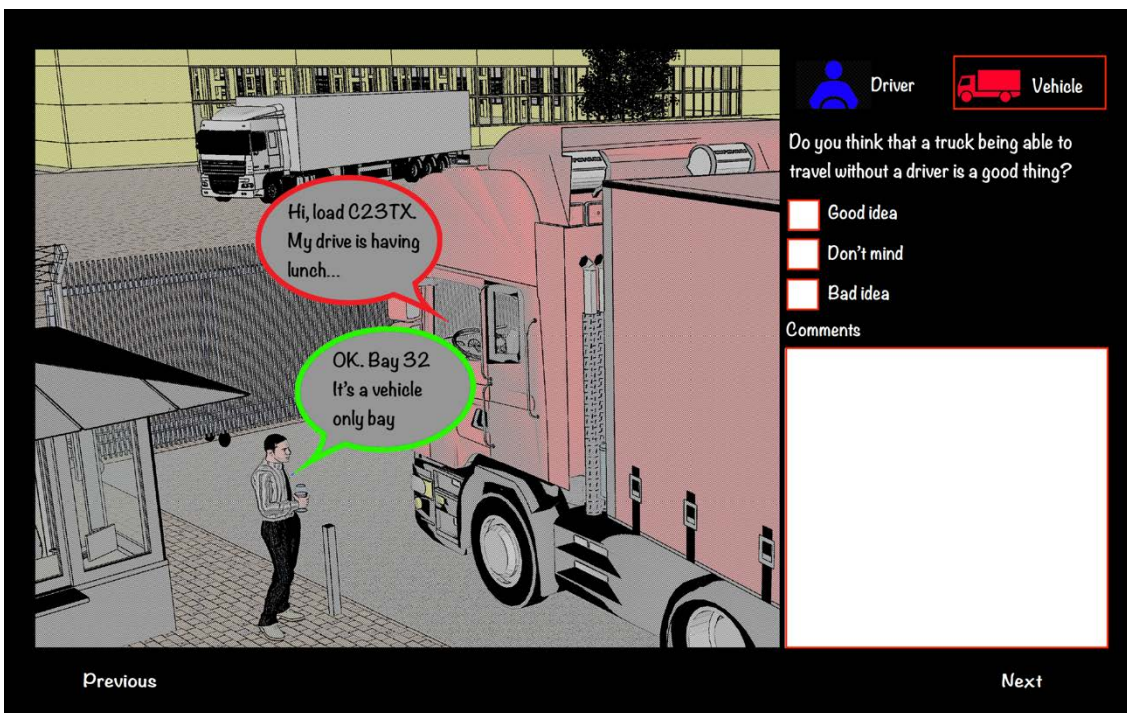 Hi, load C23TX.
My drive is having
lunch...
OK. Bay 32
It's a vehicle
only bay
Driver
Vehicle
Do you think that a truck being able to
travel without a driver is a good thing?
Good idea
Don't mind
Bad idea
Comments
Previous
Next